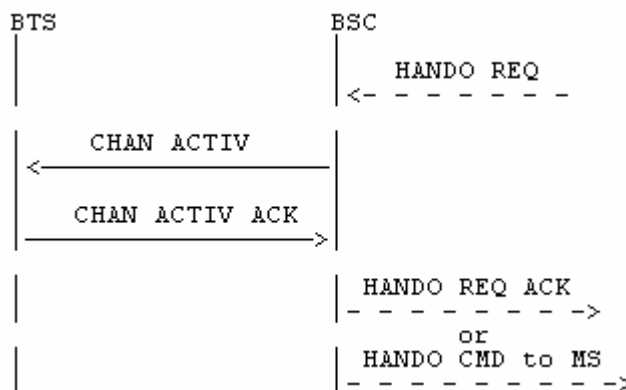 BTS BSC
HANDO REQ
CHAN ACTIV
CHAN ACTIV ACK
HANDO REQ ACK
or
HANDO CMD to MS